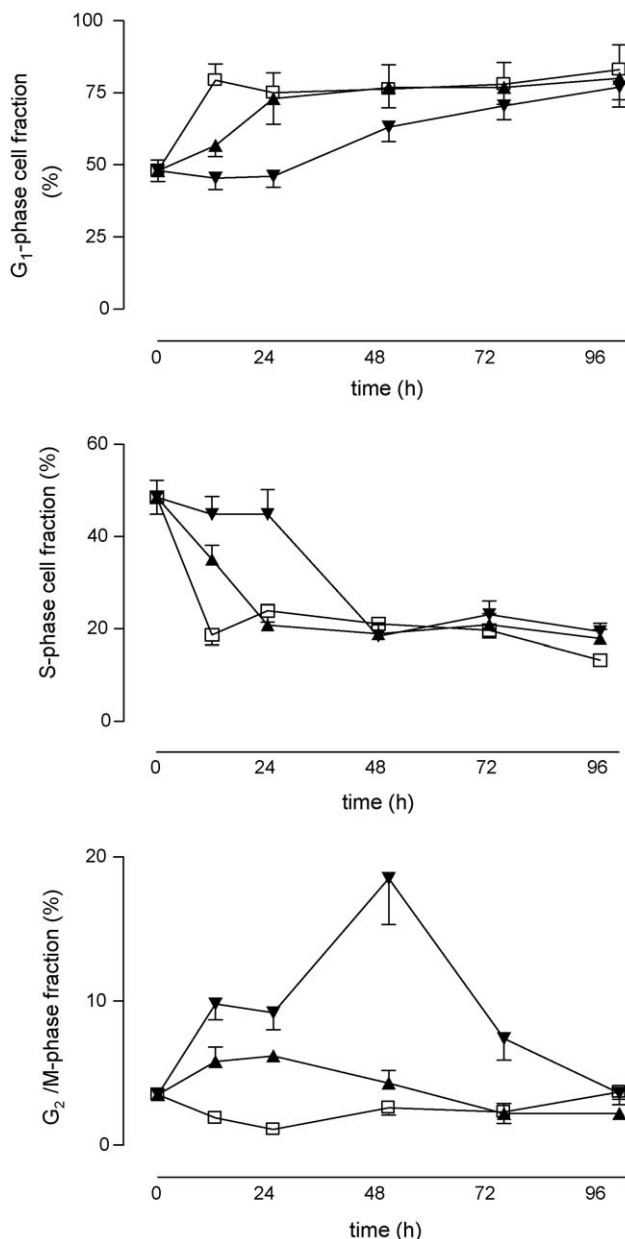 100
75
50
25
0
G1-phase cell fraction
(%)
0 24 48 72 96
time (h)
60
40
20
0
S-phase cell fraction (%)
0 24 48 72 96
time (h)
20
10
0
G2 /M-phase fraction (%)
0 24 48 72 96
time (h)